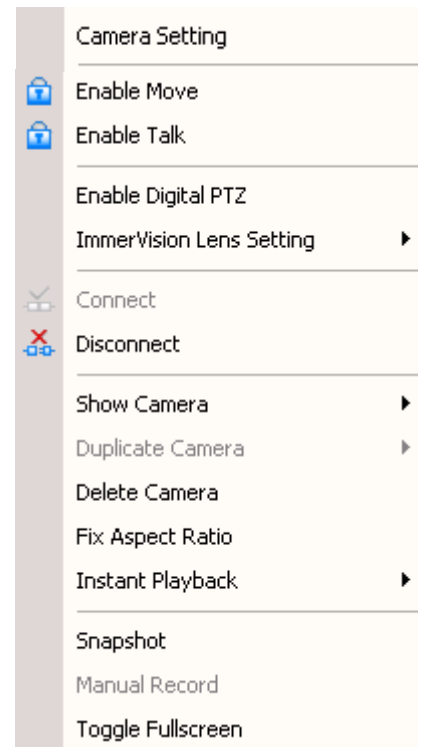 Camera Setting
Enable Move
Enable Talk
Enable Digital PTZ
ImmerVision Lens Setting
Connect
Disconnect
Show Camera
Duplicate Camera
Delete Camera
Fix Aspect Ratio
Instant Playback
Snapshot
Manual Record
Toggle Fullscreen